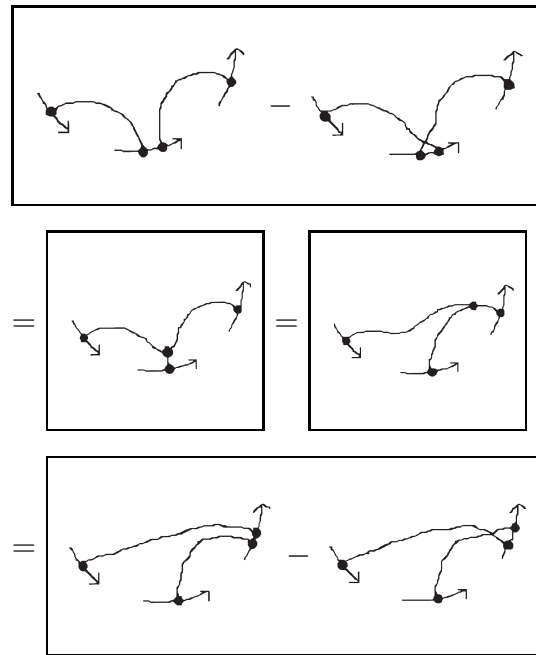 −
= =
= −